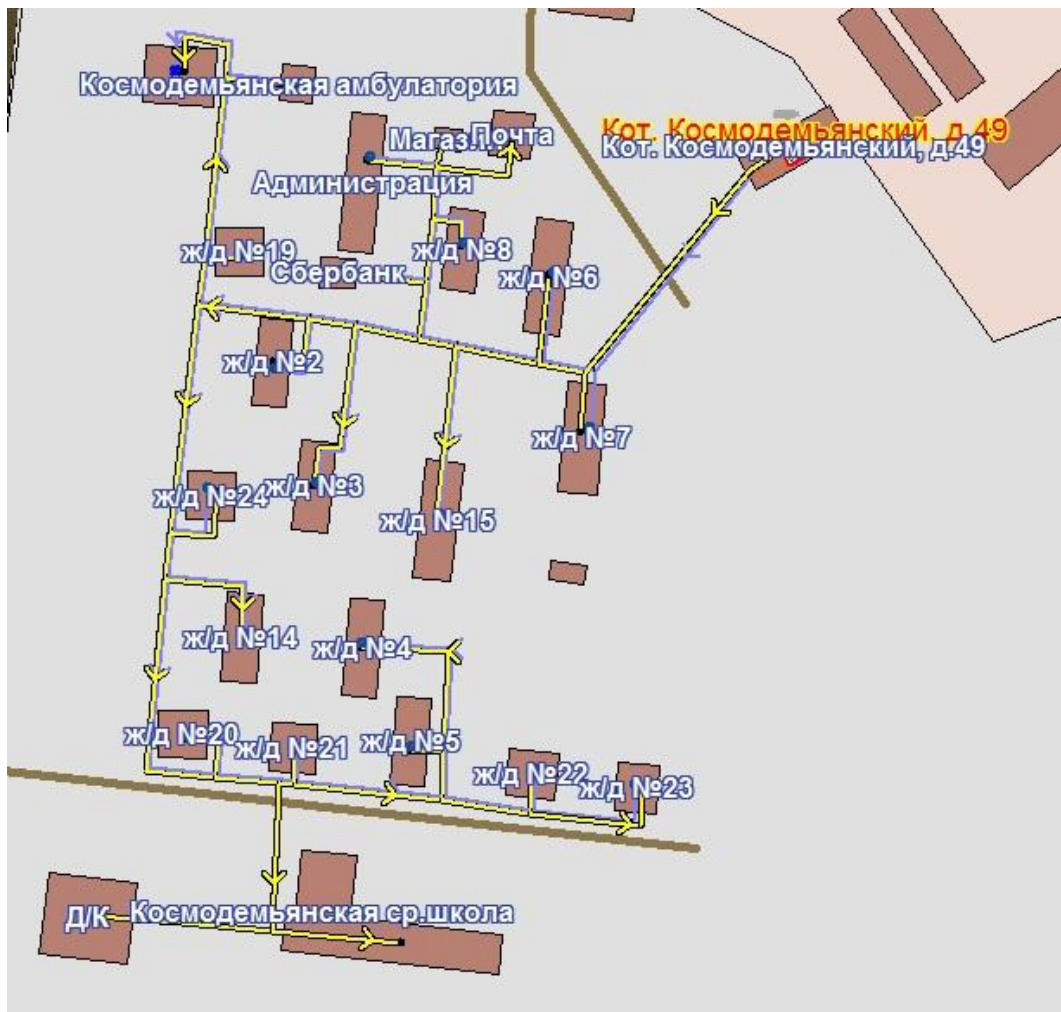 Космодемьянская амбулатория
Магаз.
Почта
Кот. Космодемьянский, д.49
Кот. Космодемьянский, д.49
Администрация
ж/д №19
Сбербанк
ж/д №8
ж/д №6
ж/д №2
ж/д №7
ж/д №24
ж/д №3
ж/д №15
ж/д №14
ж/д №4
ж/д №20
ж/д №21
ж/д №5
ж/д №22
ж/д №23
Д/К
Космодемьянская ср.школа